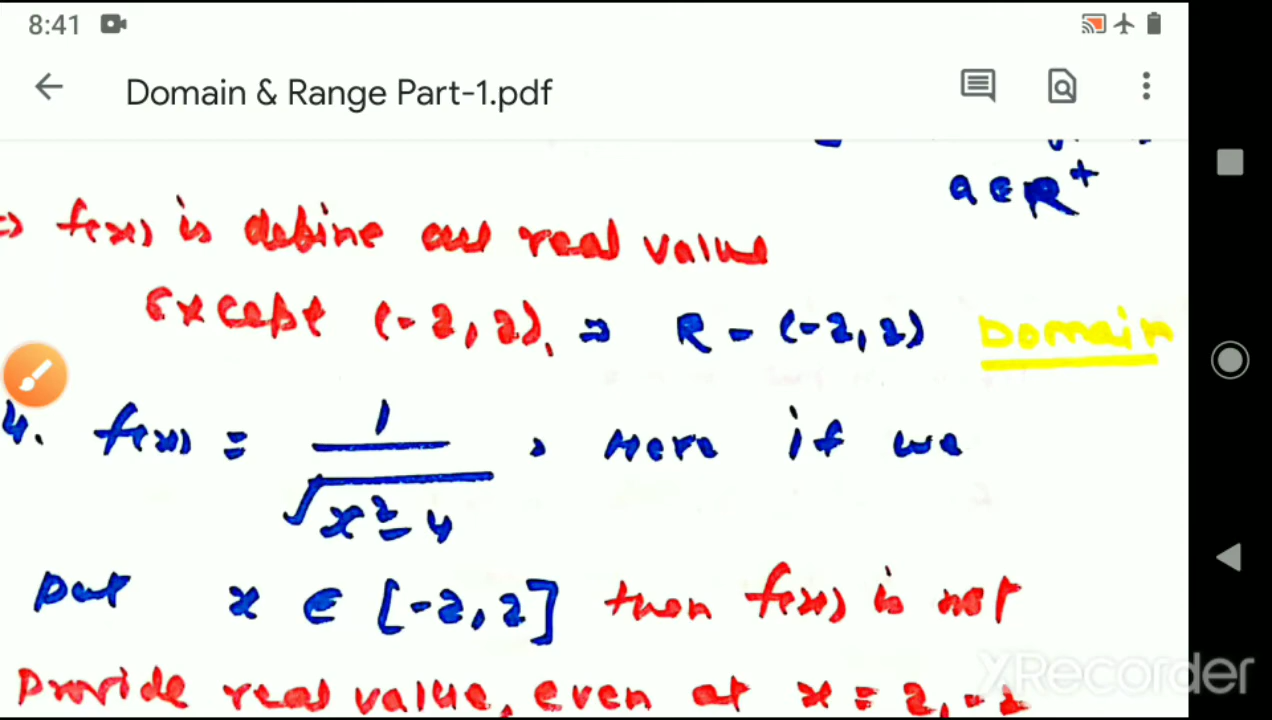 8:41
Domain & Range Part-1.pdf
a ∈ R⁺
⇒ f(x) is define all real value
Except (-2, 2), ⇒ R - (-2, 2) Domain
4. f(x) = 1/√(x² - 4) , Here if we
put x ∈ [-2, 2] then f(x) is not
Provide real value, even at x = 2, -2
XRecorder